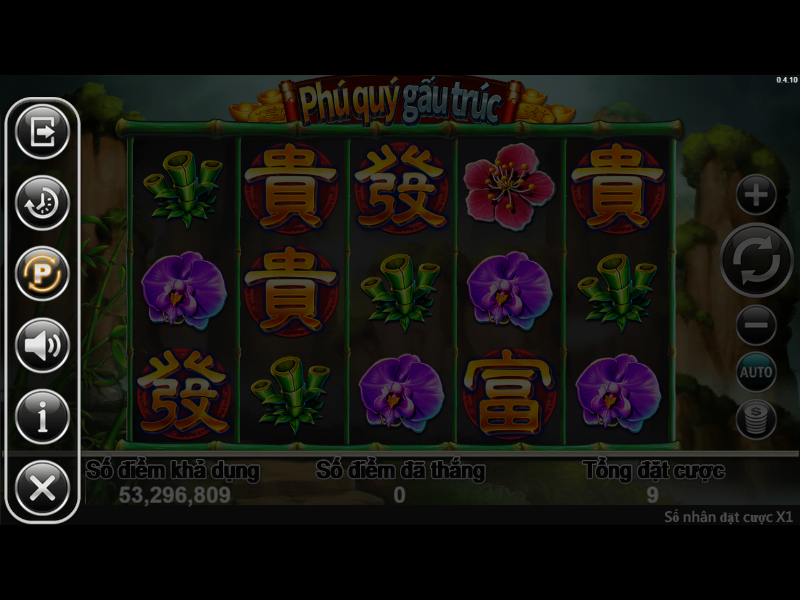 0.4.10
Phú quý gấu trúc
貴 發 貴
P
貴
i
發 富
AUTO
$
Số điểm khả dụng Số điểm đã thắng Tổng đặt cược
53,296,809 0 9
Số nhân đặt cược X1